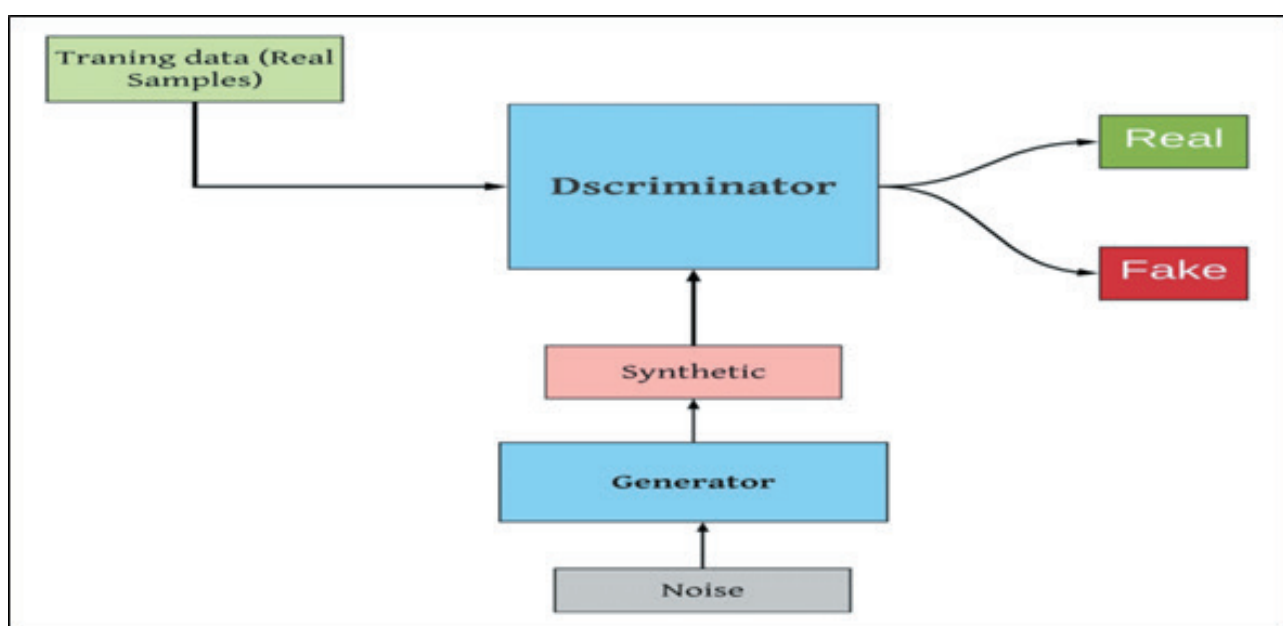 Traning data (Real
Samples)
Dscriminator
Real
Fake
Synthetic
Generator
Noise